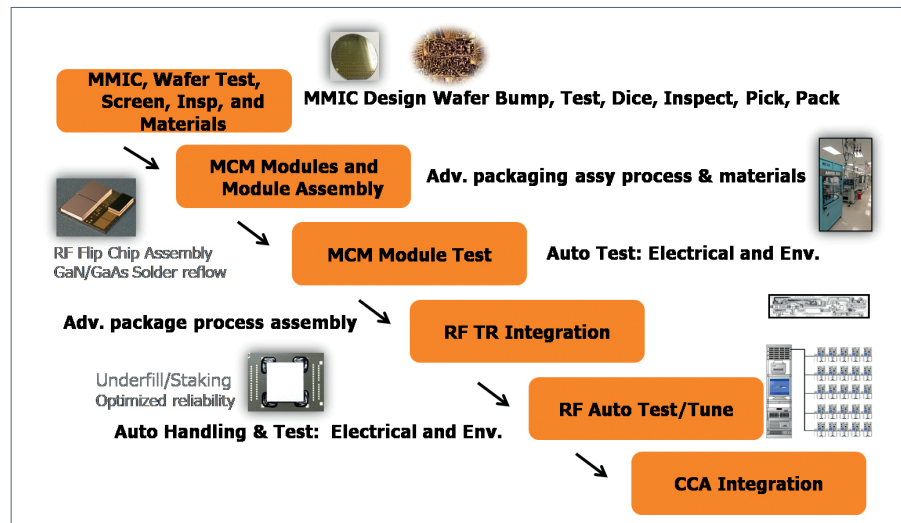 MMIC, Wafer Test,
Screen, Insp, and
Materials
MMIC Design Wafer Bump, Test, Dice, Inspect, Pick, Pack
MCM Modules and
Module Assembly
Adv. packaging assy process & materials
RF Flip Chip Assembly
GaN/GaAs Solder reflow
MCM Module Test
Auto Test: Electrical and Env.
Adv. package process assembly
RF TR Integration
Underfill/Staking
Optimized reliability
RF Auto Test/Tune
Auto Handling & Test: Electrical and Env.
CCA Integration